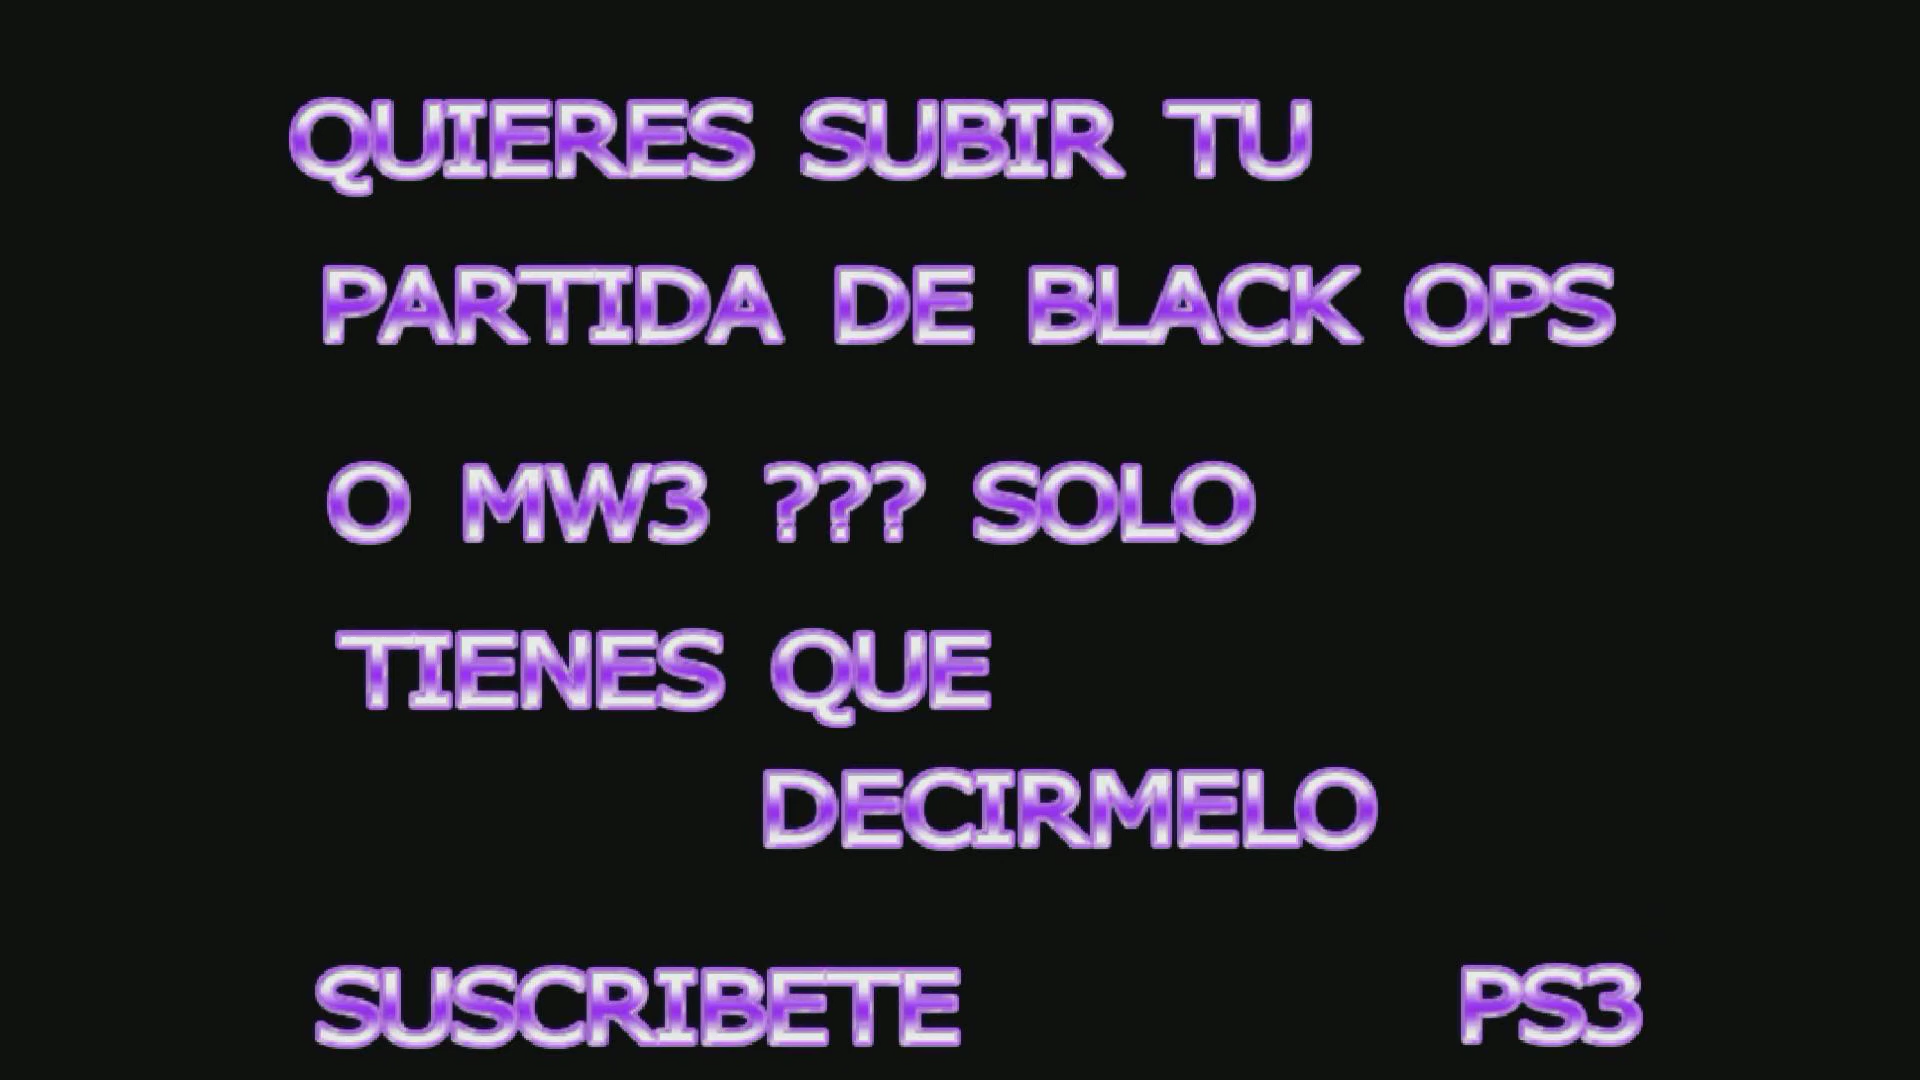 QUIERES SUBIR TU
PARTIDA DE BLACK OPS
O MW3 ??? SOLO
TIENES QUE
DECIRMELO
SUSCRIBETE PS3